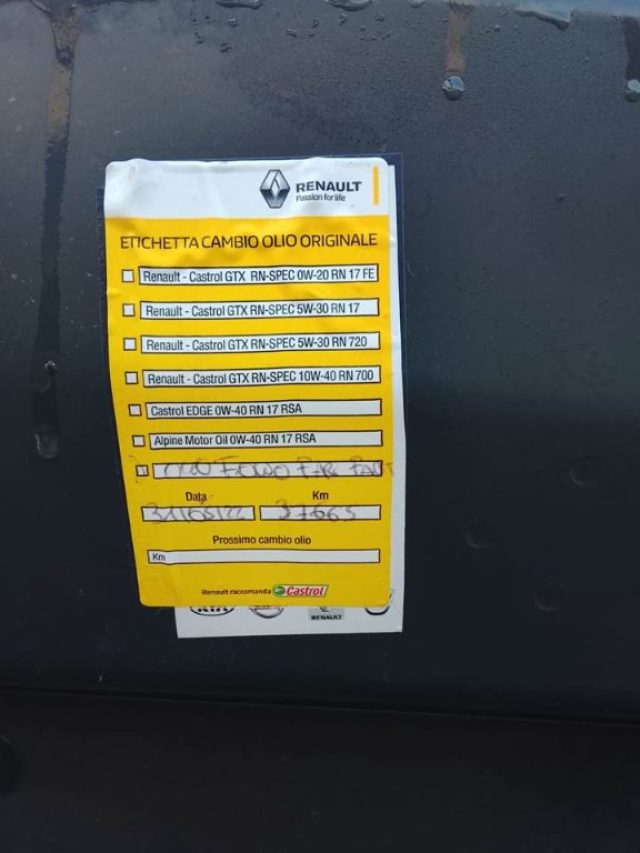 RENAULT
Passion for life
ETICHETTA CAMBIO OLIO ORIGINALE
Renault - Castrol GTX RN-SPEC 0W-20 RN 17 FE
Renault - Castrol GTX RN-SPEC 5W-30 RN 17
Renault - Castrol GTX RN-SPEC 5W-30 RN 720
Renault - Castrol GTX RN-SPEC 10W-40 RN 700
Castrol EDGE 0W-40 RN 17 RSA
Alpine Motor Oil 0W-40 RN 17 RSA
Data Km
37665
Prossimo cambio olio
Km
Renault raccomanda Castrol
KIA RENAULT